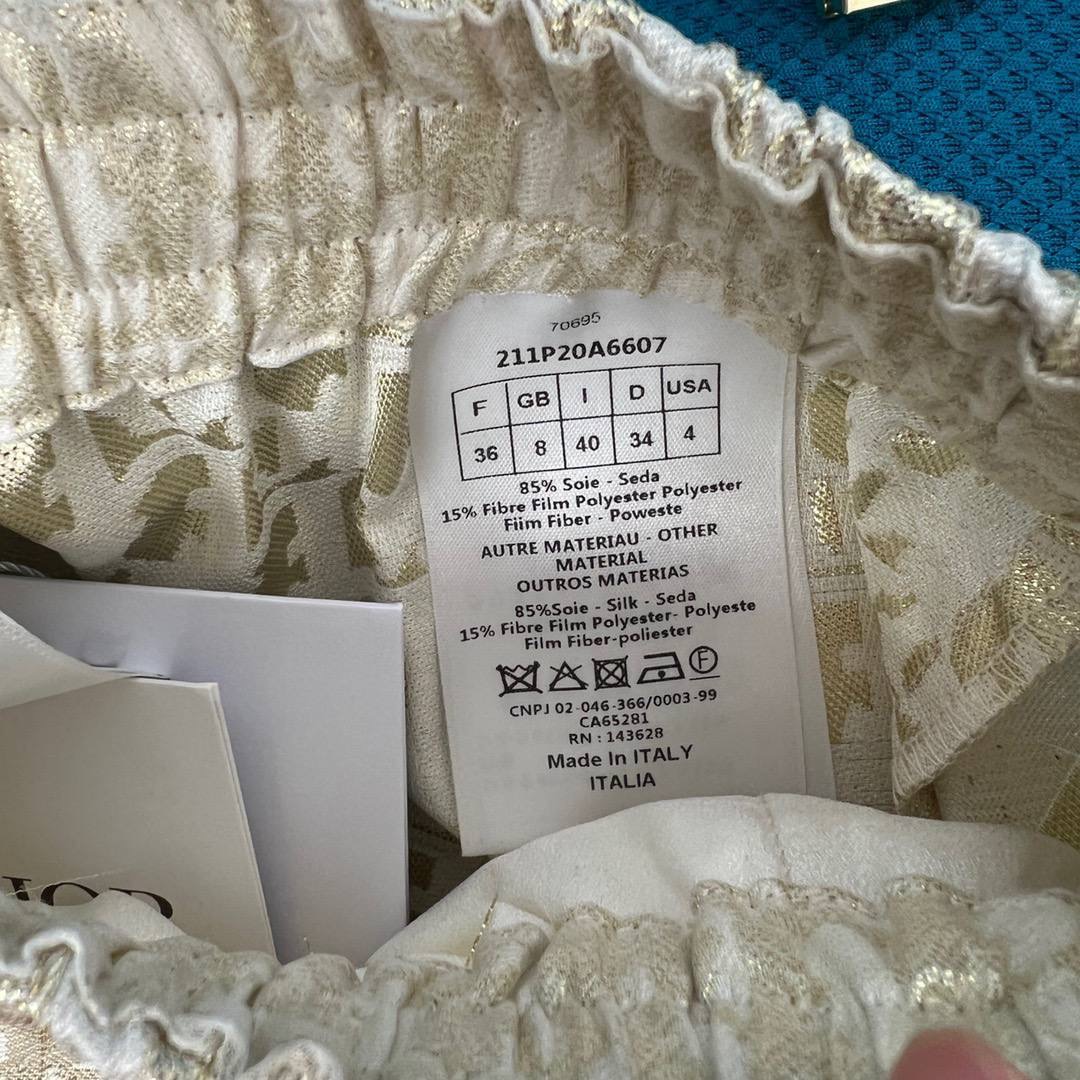 70695
211P20A6607
F GB I D USA
36 8 40 34 4
85% Soie - Seda
15% Fibre Film Polyester Polyester
Fiim Fiber - Poweste
AUTRE MATERIAU - OTHER
MATERIAL
OUTROS MATERIAS
85%Soie - Silk - Seda
15% Fibre Film Polyester- Polyeste
Film Fiber-poliester
F
CNPJ 02-046-366/0003-99
CA65281
RN : 143628
Made In ITALY
ITALIA